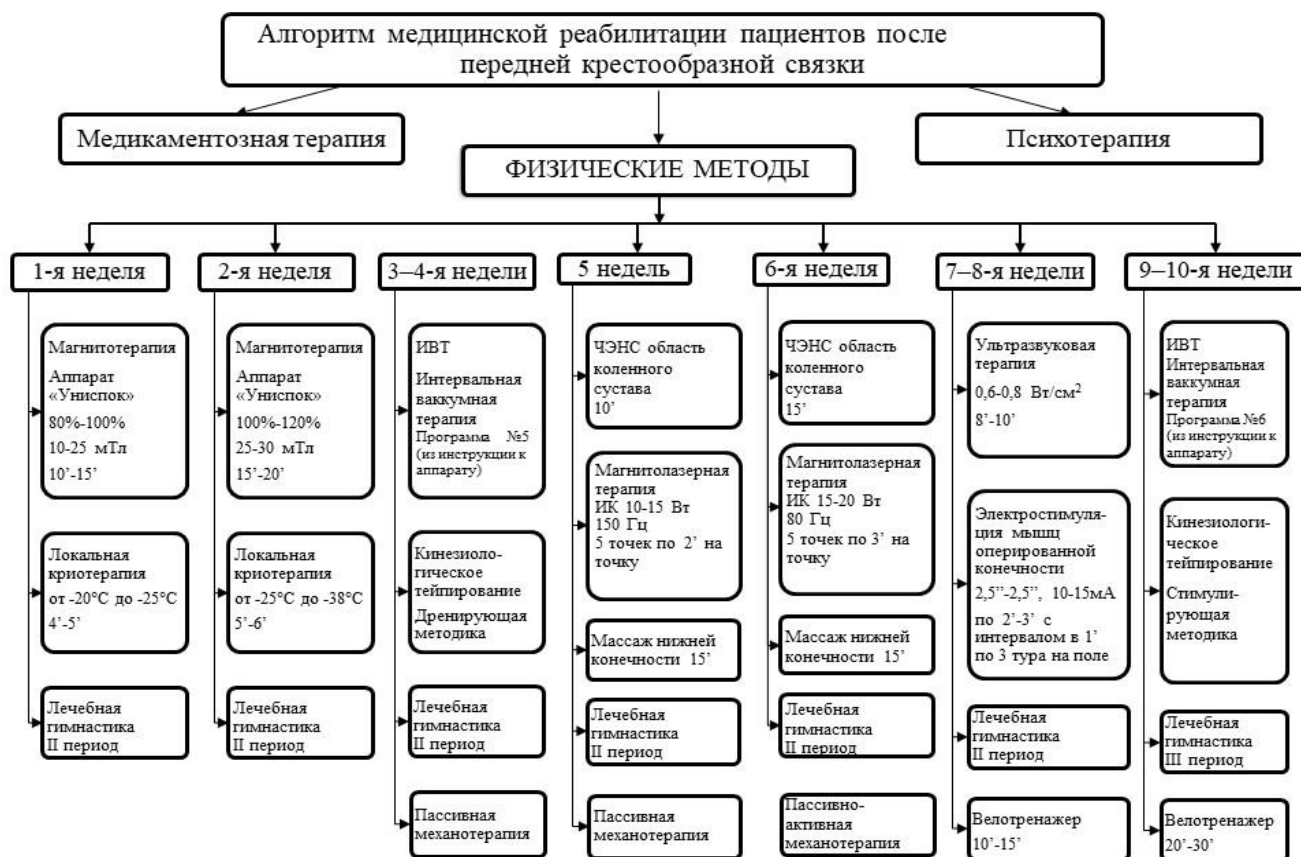 Алгоритм медицинской реабилитации пациентов после
передней крестообразной связки
Медикаментозная терапия
Психотерапия
ФИЗИЧЕСКИЕ МЕТОДЫ
1-я неделя
2-я неделя
3–4-я недели
5 недель
6-я неделя
7–8-я недели
9–10-я недели
Магнитотерапия
Аппарат
«Униспок»
80%-100%
10-25 мТл
10’-15’
Локальная
криотерапия
от -20°С до -25°С
4’-5’
Лечебная
гимнастика
II период
Магнитотерапия
Аппарат
«Униспок»
100%-120%
25-30 мТл
15’-20’
Локальная
криотерапия
от -25°С до -38°С
5’-6’
Лечебная
гимнастика
II период
ИВТ
Интервальная
ваккумная
терапия
Программа №5
(из инструкции к
аппарату)
Кинезиоло-
гическое
тейпирование
Дренирующая
методика
Лечебная
гимнастика
II период
Пассивная
механотерапия
ЧЭНС область
коленного
сустава
10’
Магнитолазерная
терапия
ИК 10-15 Вт
150 Гц
5 точек по 2’ на
точку
Массаж нижней
конечности 15’
Лечебная
гимнастика
II период
Пассивная
механотерапия
ЧЭНС область
коленного
сустава
15’
Магнитолазерная
терапия
ИК 15-20 Вт
80 Гц
5 точек по 3’ на
точку
Массаж нижней
конечности 15’
Лечебная
гимнастика
II период
Пассивно-
активная
механотерапия
Ультразвуковая
терапия
0,6-0,8 Вт/см²
8’-10’
Электростимуля-
ция мышц
оперированной
конечности
2,5”-2,5”, 10-15мА
по 2’-3’ с
интервалом в 1’
по 3 тура на поле
Лечебная
гимнастика
II период
Велотренажер
10’-15’
ИВТ
Интервальная
ваккумная
терапия
Программа №6
(из инструкции к
аппарату)
Кинезиологи-
ческое
тейпирование
Стимули-
рующая
методика
Лечебная
гимнастика
III период
Велотренажер
20’-30’